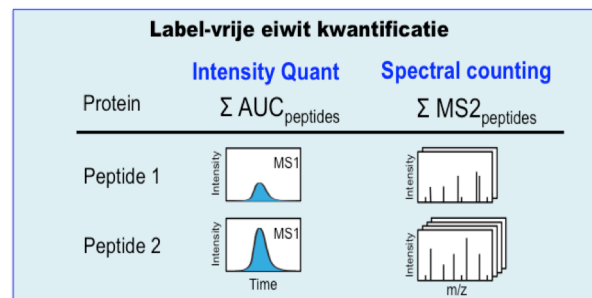 Label-vrije eiwit kwantificatie
Intensity Quant Spectral counting
Protein Σ AUCpeptides Σ MS2peptides
Peptide 1 Intensity MS1 Intensity
Peptide 2 Intensity MS1 Intensity
Time m/z